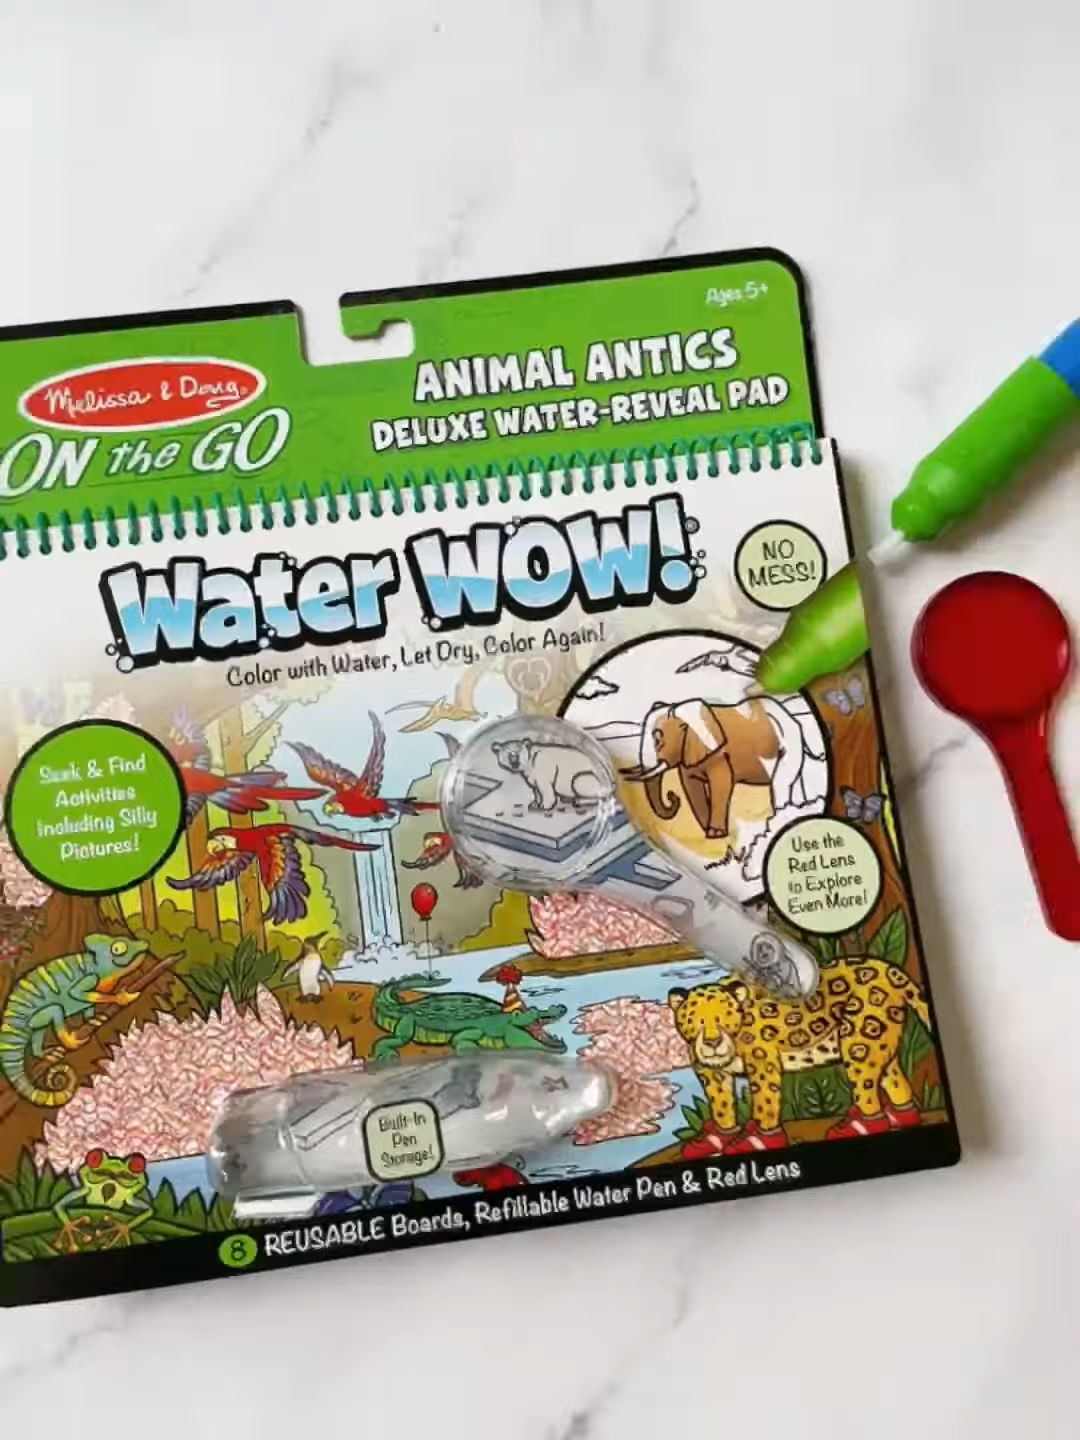 Ages 5+
Melissa & Doug
ON the GO
ANIMAL ANTICS
DELUXE WATER-REVEAL PAD
Water WOW!
Color with Water, Let Dry, Color Again!
NO
MESS!
Seek & Find
Activities
Including Silly
Pictures!
Use the
Red Lens
to Explore
Even More!
Built-In
Pen
Storage!
8 REUSABLE Boards, Refillable Water Pen & Red Lens